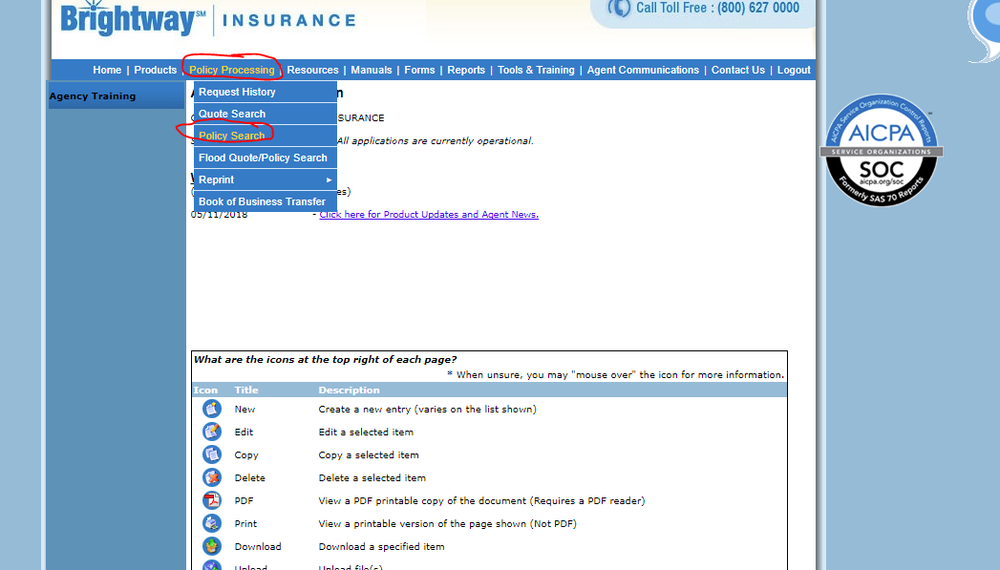 Brightway℠ | INSURANCE
Call Toll Free : (800) 627 0000
Home | Products | Policy Processing | Resources | Manuals | Forms | Reports | Tools & Training | Agent Communications | Contact Us | Logout
Agency Training
Request History
Quote Search
SURANCE
Policy Search
All applications are currently operational.
Flood Quote/Policy Search
Reprint
Book of Business Transfer
05/11/2018 - Click here for Product Updates and Agent News.
AICPA Service Organization Control Reports
AICPA
SERVICE ORGANIZATIONS
SOC
aicpa.org/soc
Formerly SAS 70 Reports
What are the icons at the top right of each page?
* When unsure, you may "mouse over" the icon for more information.
Icon Title Description
New Create a new entry (varies on the list shown)
Edit Edit a selected item
Copy Copy a selected item
Delete Delete a selected item
PDF View a PDF printable copy of the document (Requires a PDF reader)
Print View a printable version of the page shown (Not PDF)
Download Download a specified item
Upload Upload file(s)